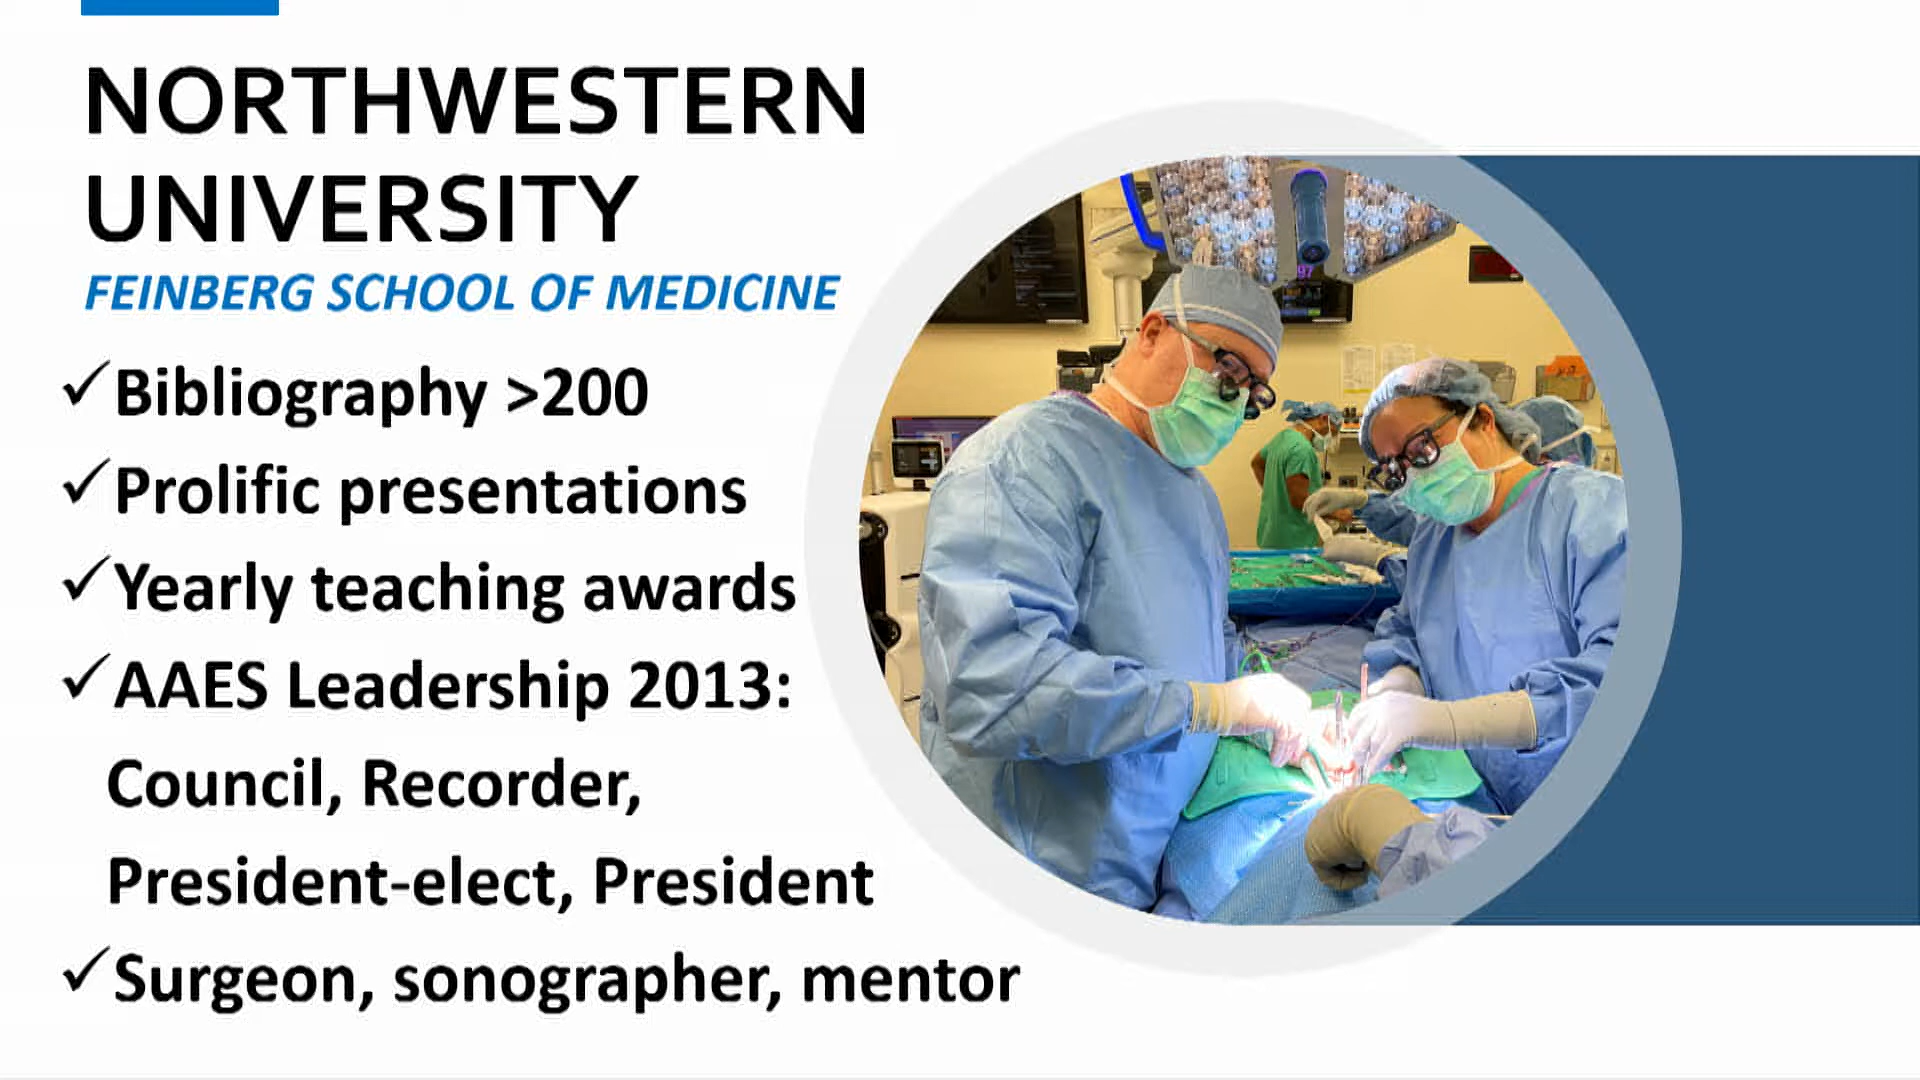 NORTHWESTERN
UNIVERSITY
FEINBERG SCHOOL OF MEDICINE
✓Bibliography >200
✓Prolific presentations
✓Yearly teaching awards
✓AAES Leadership 2013:
Council, Recorder,
President-elect, President
✓Surgeon, sonographer, mentor
97